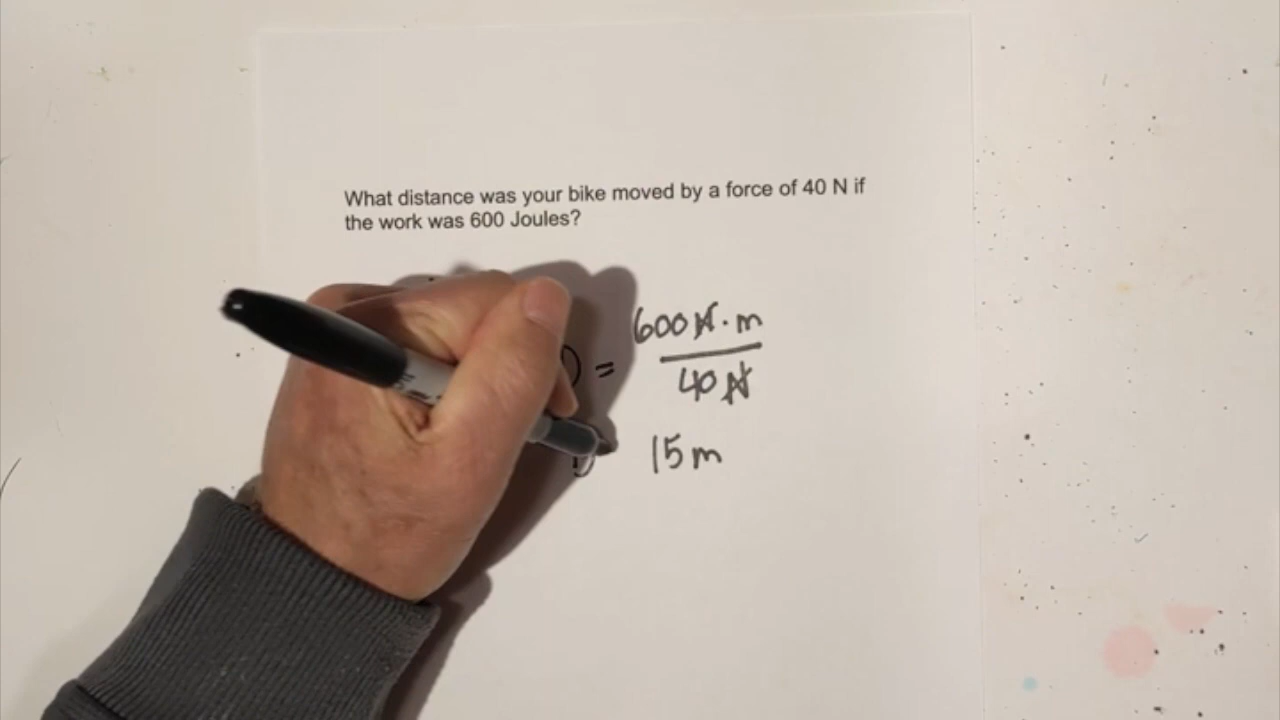 What distance was your bike moved by a force of 40 N if
the work was 600 Joules?
= 600 N · m
40 N
15 m